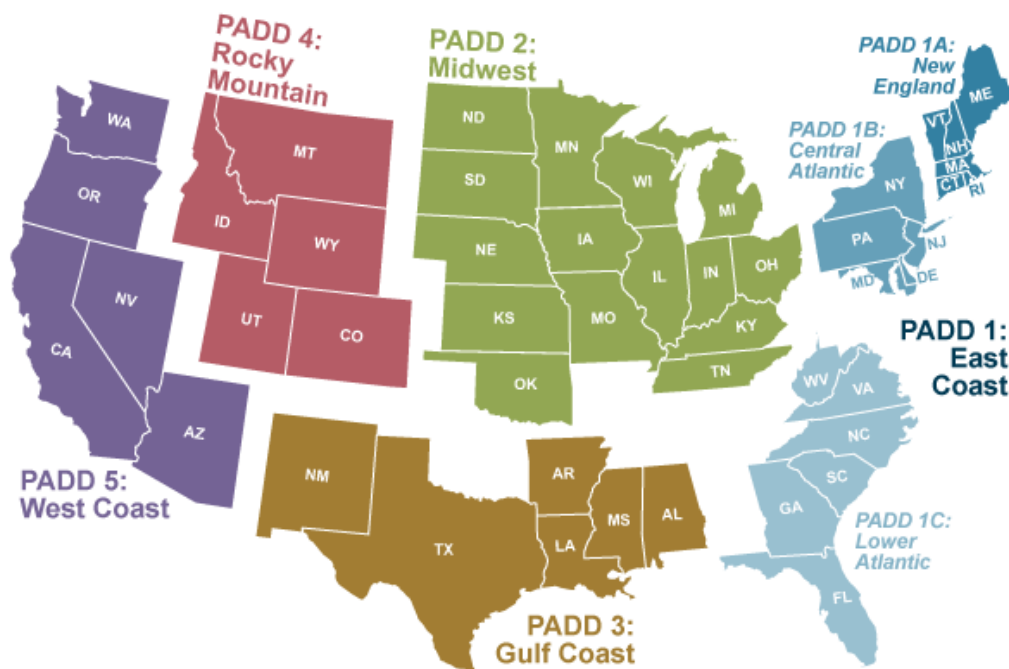 PADD 4:
Rocky
Mountain
PADD 2:
Midwest
PADD 1A:
New
England
PADD 1B:
Central
Atlantic
WA
OR
CA
NV
AZ
PADD 5:
West Coast
MT
ID
WY
UT
CO
ND
SD
NE
KS
OK
MN
IA
MO
WI
IL
MI
IN
OH
KY
TN
ME
VT
NH
MA
CT
RI
NY
PA
NJ
MD
DE
PADD 1:
East
Coast
WV
VA
NC
SC
GA
FL
PADD 1C:
Lower
Atlantic
NM
TX
AR
LA
MS
AL
PADD 3:
Gulf Coast